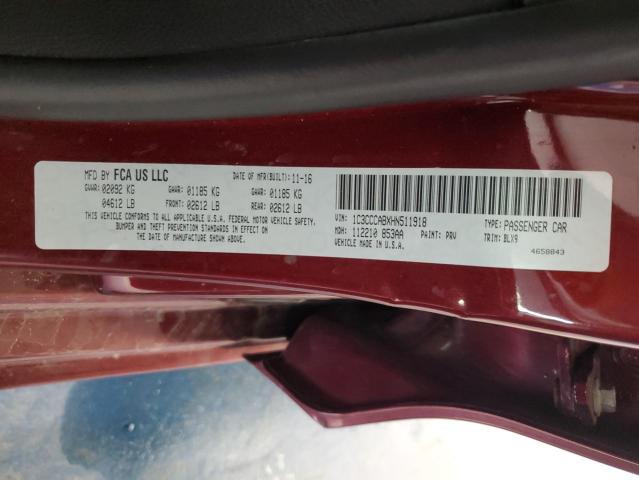 MFD BY FCA US LLC DATE OF MFR(BUILT): 11-16
GVWR: 02092 KG GAWR: 01185 KG GAWR: 01185 KG
04612 LB FRONT: 02612 LB REAR: 02612 LB
THIS VEHICLE CONFORMS TO ALL APPLICABLE U.S.A. FEDERAL MOTOR VEHICLE SAFETY,
BUMPER AND THEFT PREVENTION STANDARDS IN EFFECT ON
THE DATE OF MANUFACTURE SHOWN ABOVE.
VIN: 1C3CCCABXHN511918 TYPE: PASSENGER CAR
MDH: 112210 853AA PAINT: PRV TRIM: BLX9
VEHICLE MADE IN U.S.A. 4658843